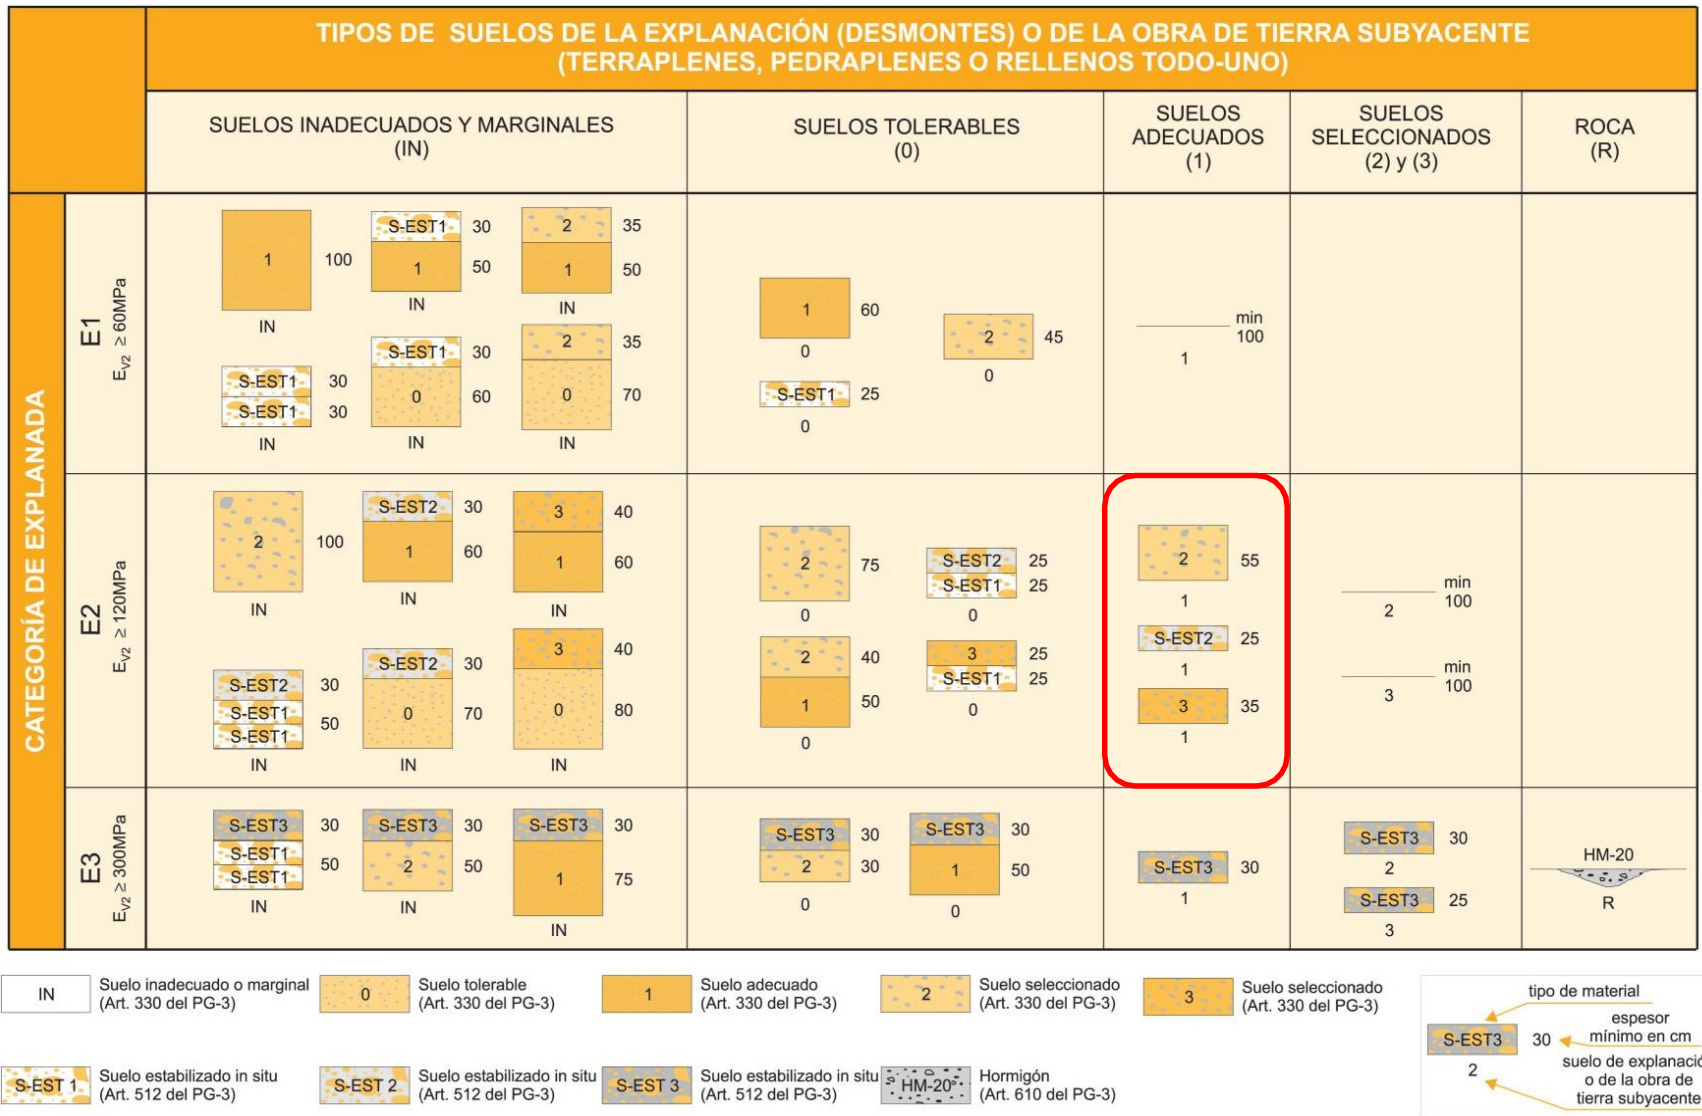 TIPOS DE SUELOS DE LA EXPLANACIÓN (DESMONTES) O DE LA OBRA DE TIERRA SUBYACENTE
(TERRAPLENES, PEDRAPLENES O RELLENOS TODO-UNO)
SUELOS INADECUADOS Y MARGINALES
(IN)
SUELOS TOLERABLES
(0)
SUELOS
ADECUADOS
(1)
SUELOS
SELECCIONADOS
(2) y (3)
ROCA
(R)
CATEGORÍA DE EXPLANADA
E1
EV2 ≥ 60MPa
1 100
IN
S-EST1 30
1 50
IN
2 35
1 50
IN
S-EST1 30
S-EST1 30
IN
S-EST1 30
0 60
IN
2 35
0 70
IN
1 60
0
2 45
0
S-EST1 25
0
min
100
1
E2
EV2 ≥ 120MPa
2 100
IN
S-EST2 30
1 60
IN
3 40
1 60
IN
S-EST2 30
S-EST1 50
S-EST1
IN
S-EST2 30
0 70
IN
3 40
0 80
IN
2 75
0
S-EST2 25
S-EST1 25
0
2 40
1 50
0
3 25
S-EST1 25
0
2 55
1
S-EST2 25
1
3 35
1
min
100
2
min
100
3
E3
EV2 ≥ 300MPa
S-EST3 30
S-EST1 50
S-EST1
IN
S-EST3 30
2 50
IN
S-EST3 30
1 75
IN
S-EST3 30
2 30
0
S-EST3 30
1 50
0
S-EST3 30
1
S-EST3 30
2
S-EST3 25
3
HM-20
R
IN Suelo inadecuado o marginal
(Art. 330 del PG-3)
0 Suelo tolerable
(Art. 330 del PG-3)
1 Suelo adecuado
(Art. 330 del PG-3)
2 Suelo seleccionado
(Art. 330 del PG-3)
3 Suelo seleccionado
(Art. 330 del PG-3)
S-EST 1 Suelo estabilizado in situ
(Art. 512 del PG-3)
S-EST 2 Suelo estabilizado in situ
(Art. 512 del PG-3)
S-EST 3 Suelo estabilizado in situ
(Art. 512 del PG-3)
HM-20 Hormigón
(Art. 610 del PG-3)
tipo de material
espesor
S-EST3 30 mínimo en cm
2
suelo de explanació
o de la obra de
tierra subyacente